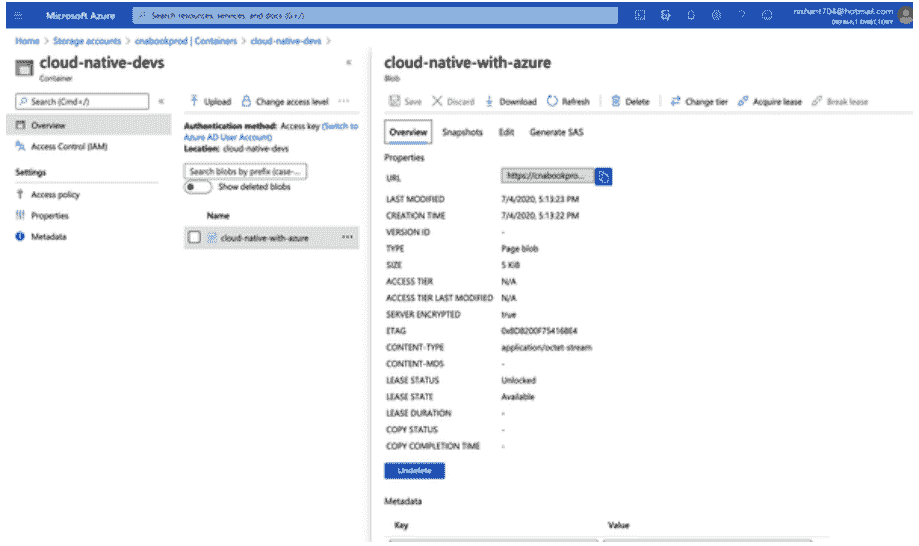 Microsoft Azure
Search resources, services, and docs (G+/)
Home > Storage accounts > cnabookprod | Containers > cloud-native-devs >
cloud-native-devs
Container
Search (Cmd+/)
Overview
Access Control (IAM)
Settings
Access policy
Properties
Metadata
Upload Change access level
Authentication method: Access key (Switch to
Azure AD User Account)
Location: cloud-native-devs
Search blobs by prefix (case-...
Show deleted blobs
Name
cloud-native-with-azure
cloud-native-with-azure
Blob
Save Discard Download Refresh Delete Change tier Acquire lease Break lease
Overview Snapshots Edit Generate SAS
Properties
URL https://cnabookpro...
LAST MODIFIED 7/4/2020, 5:13:23 PM
CREATION TIME 7/4/2020, 5:13:22 PM
VERSION ID -
TYPE Page blob
SIZE 5 KiB
ACCESS TIER N/A
ACCESS TIER LAST MODIFIED N/A
SERVER ENCRYPTED true
ETAG 0x8D8200F754168E4
CONTENT-TYPE application/octet-stream
CONTENT-MD5 -
LEASE STATUS Unlocked
LEASE STATE Available
LEASE DURATION -
COPY STATUS -
COPY COMPLETION TIME -
Undelete
Metadata
Key Value